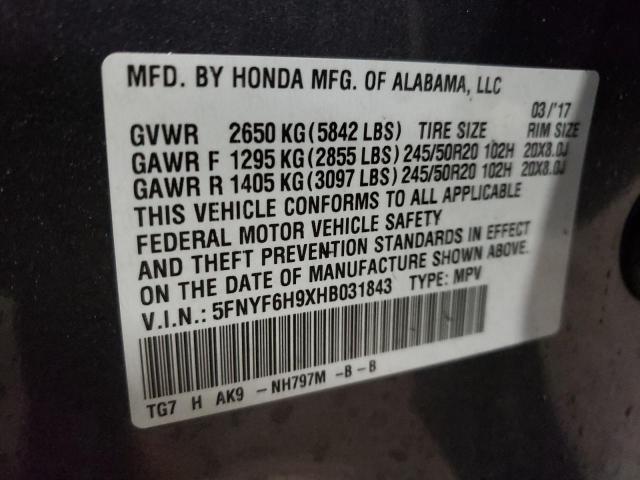 MFD. BY HONDA MFG. OF ALABAMA, LLC
03/'17
GVWR 2650 KG(5842 LBS) TIRE SIZE RIM SIZE
GAWR F 1295 KG(2855 LBS) 245/50R20 102H 20X8.0J
GAWR R 1405 KG(3097 LBS) 245/50R20 102H 20X8.0J
THIS VEHICLE CONFORMS TO ALL APPLICABLE
FEDERAL MOTOR VEHICLE SAFETY
AND THEFT PREVENTION STANDARDS IN EFFECT
ON THE DATE OF MANUFACTURE SHOWN ABOVE.
V.I.N.: 5FNYF6H9XHB031843 TYPE: MPV
TG7 H AK9 -NH797M -B-B